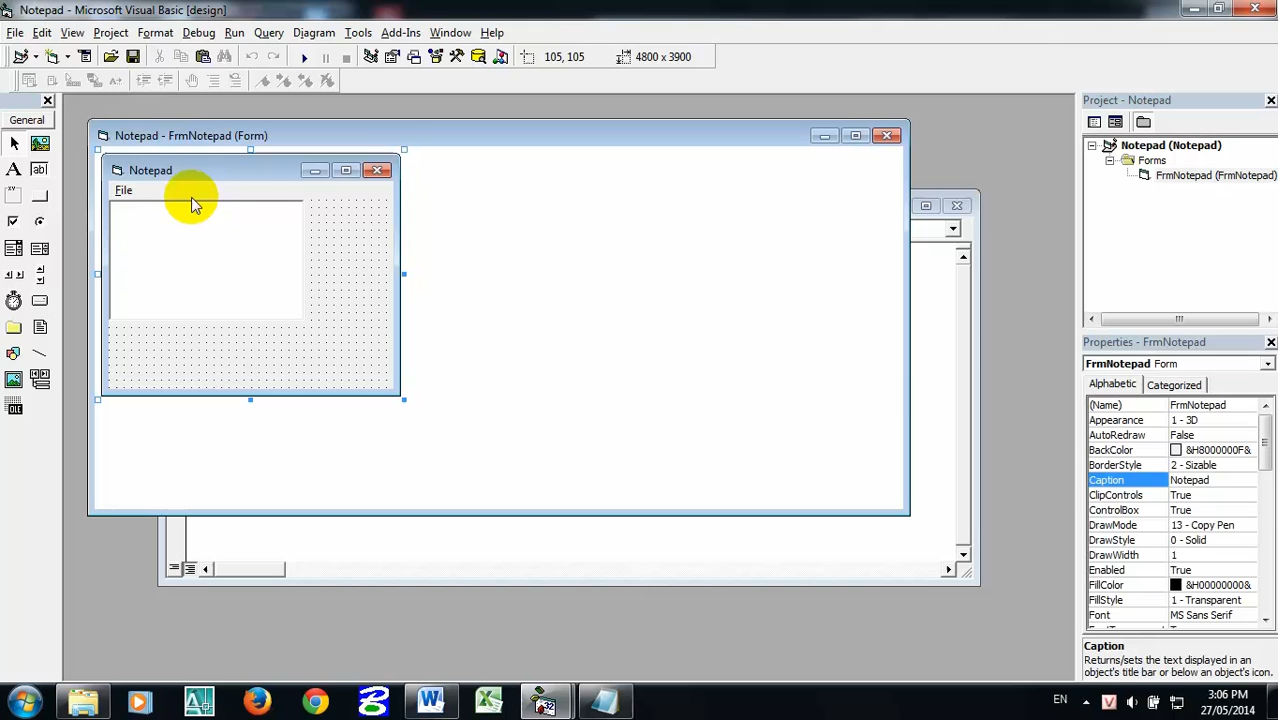 Notepad - Microsoft Visual Basic [design]
File Edit View Project Format Debug Run Query Diagram Tools Add-Ins Window Help
105, 105 4800 x 3900
General
Notepad - FrmNotepad (Form)
Notepad
File
Project - Notepad
Notepad (Notepad)
Forms
FrmNotepad (FrmNotepad)
Properties - FrmNotepad
FrmNotepad Form
Alphabetic Categorized
(Name) FrmNotepad
Appearance 1 - 3D
AutoRedraw False
BackColor &H8000000F&
BorderStyle 2 - Sizable
Caption Notepad
ClipControls True
ControlBox True
DrawMode 13 - Copy Pen
DrawStyle 0 - Solid
DrawWidth 1
Enabled True
FillColor &H00000000&
FillStyle 1 - Transparent
Font MS Sans Serif
Caption
Returns/sets the text displayed in an
object's title bar or below an object's icon.
EN
3:06 PM
27/05/2014